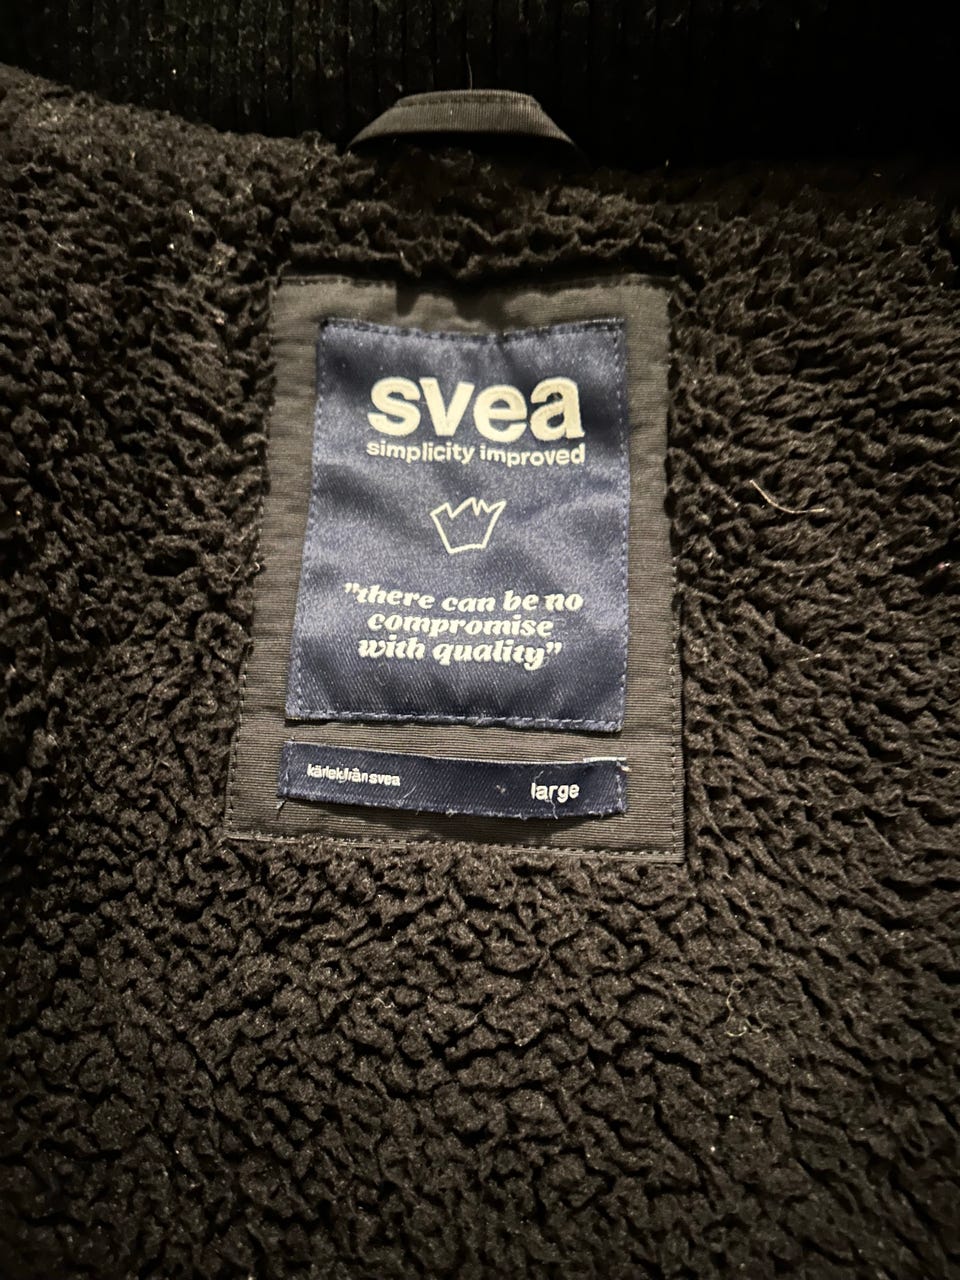 svea
simplicity improved
"there can be no
compromise
with quality"
kärlek från svea
large